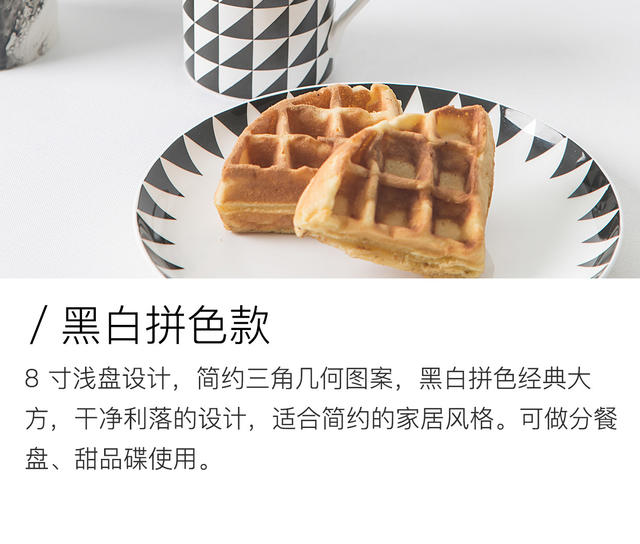 / 黑白拼色款
8 寸浅盘设计，简约三角几何图案，黑白拼色经典大
方，干净利落的设计，适合简约的家居风格。可做分餐
盘、甜品碟使用。